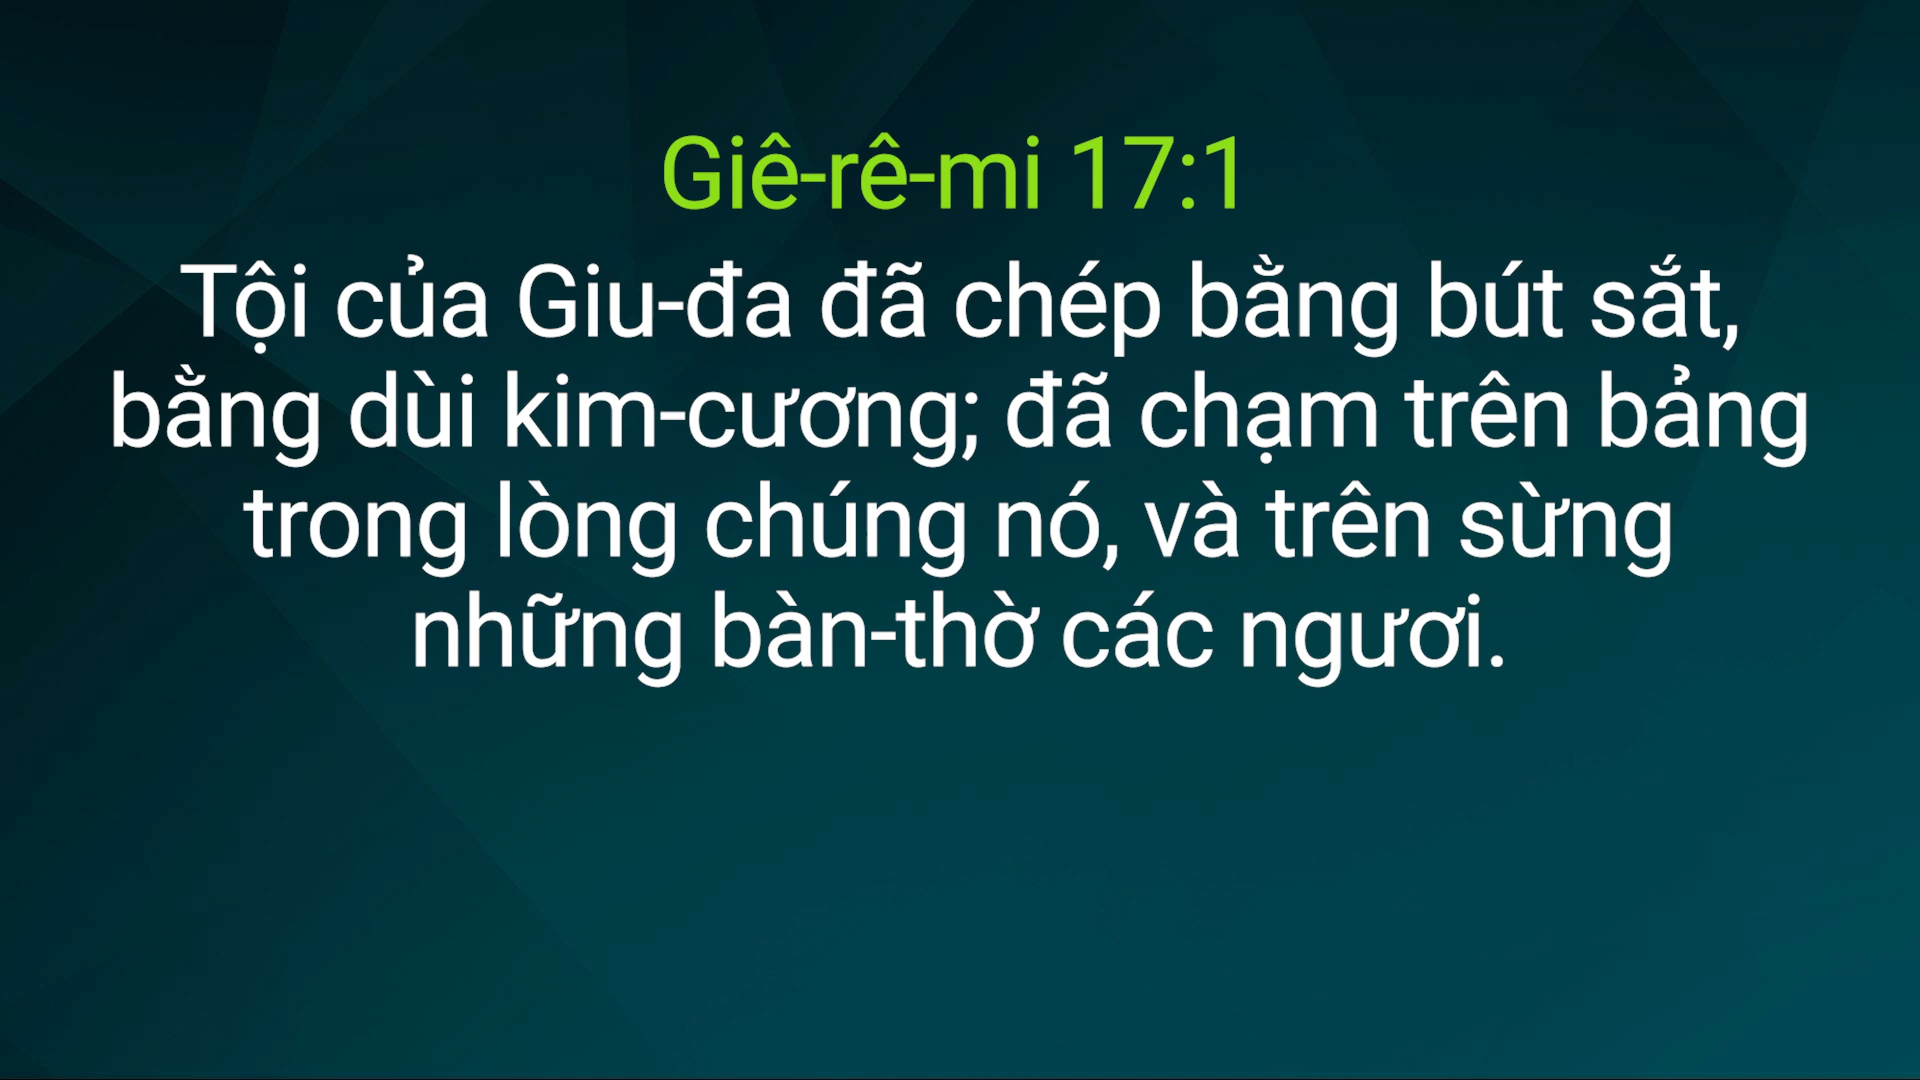 Giê-rê-mi 17:1
Tội của Giu-đa đã chép bằng bút sắt,
bằng dùi kim-cương; đã chạm trên bảng
trong lòng chúng nó, và trên sừng
những bàn-thờ các ngươi.